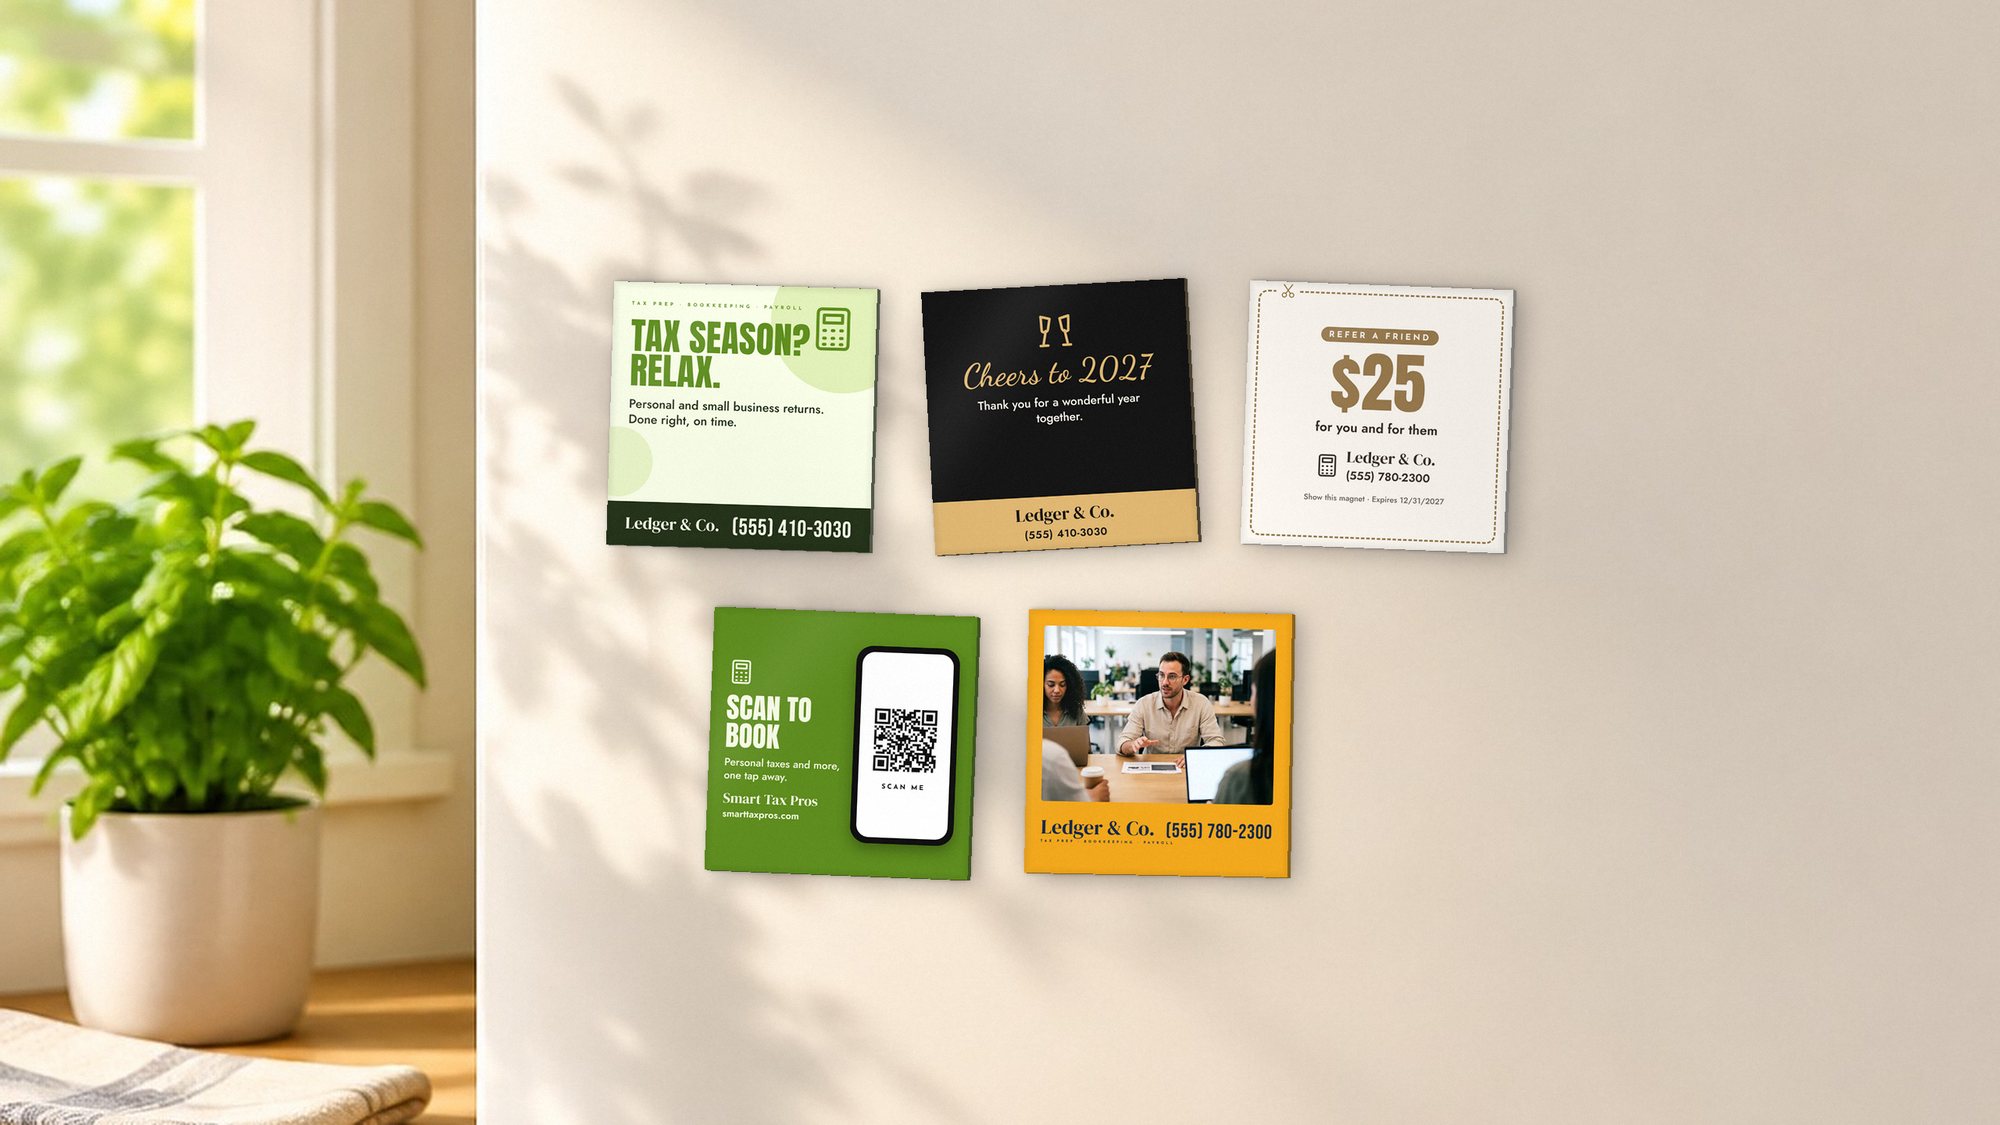 TAX PREP · BOOKKEEPING · PAYROLL
TAX SEASON?
RELAX.
Personal and small business returns.
Done right, on time.
Ledger & Co. (555) 410-3030
Cheers to 2027
Thank you for a wonderful year
together.
Ledger & Co.
(555) 410-3030
REFER A FRIEND
$25
for you and for them
Ledger & Co.
(555) 780-2300
Show this magnet · Expires 12/31/2027
SCAN TO
BOOK
Personal taxes and more,
one tap away.
Smart Tax Pros
smarttaxpros.com
SCAN ME
Ledger & Co. (555) 780-2300
TAX PREP · BOOKKEEPING · PAYROLL